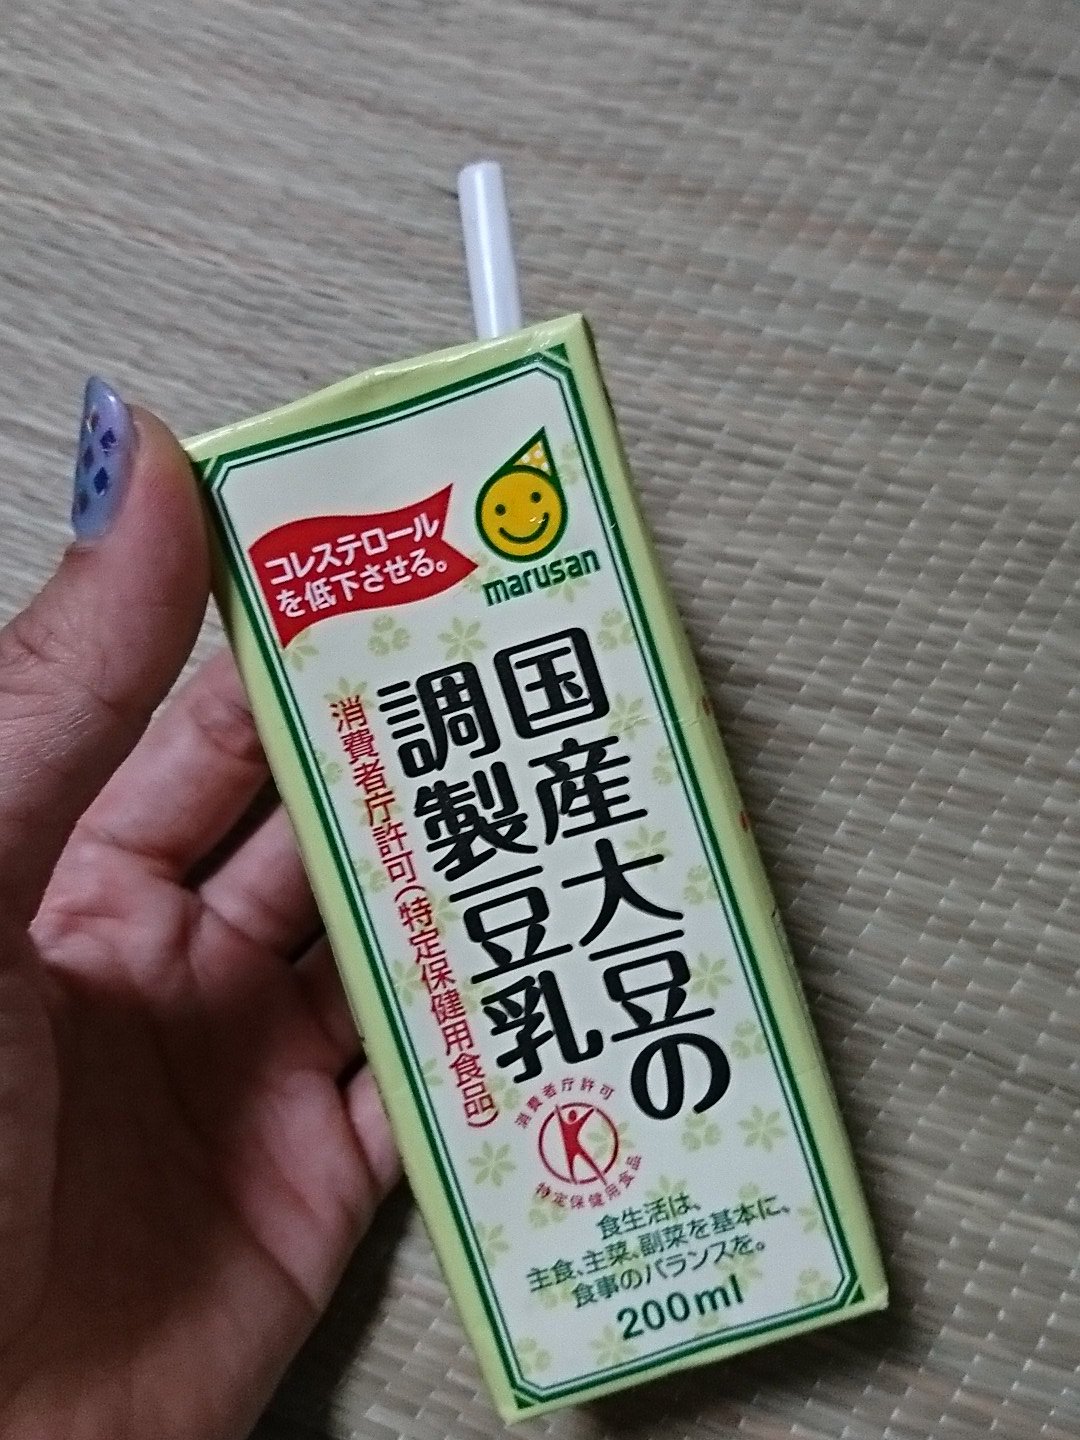 コレステロール
を低下させる。
marusan
国産大豆の
調製豆乳
消費者庁許可(特定保健用食品)
消費者庁許可
特定保健用食品
食生活は、
主食、主菜、副菜を基本に、
食事のバランスを。
200ml